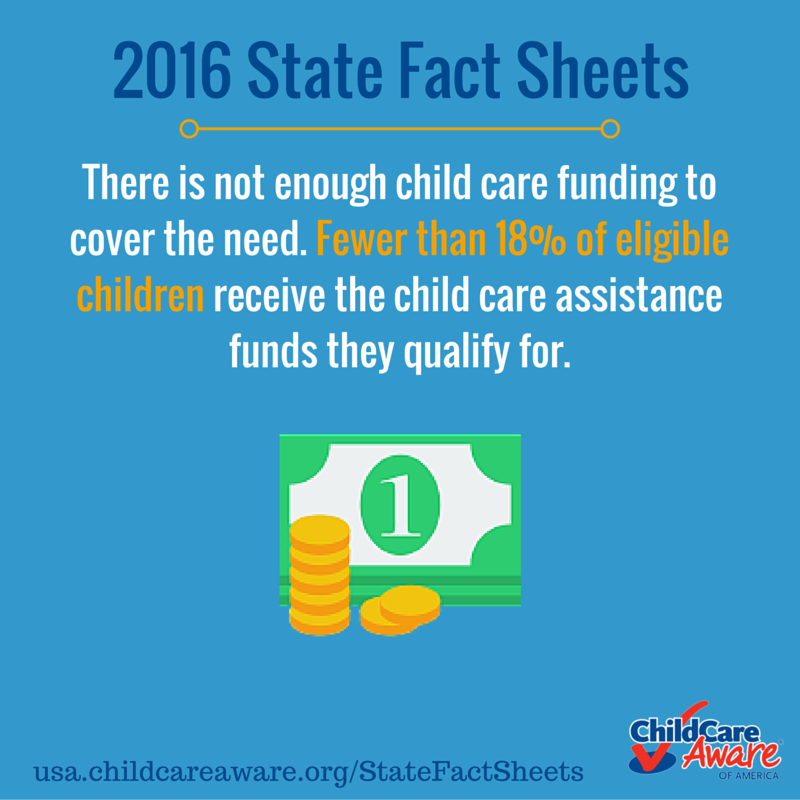 2016 State Fact Sheets
There is not enough child care funding to
cover the need. Fewer than 18% of eligible
children receive the child care assistance
funds they qualify for.
1
ChildCare
Aware®
OF AMERICA
usa.childcareaware.org/StateFactSheets